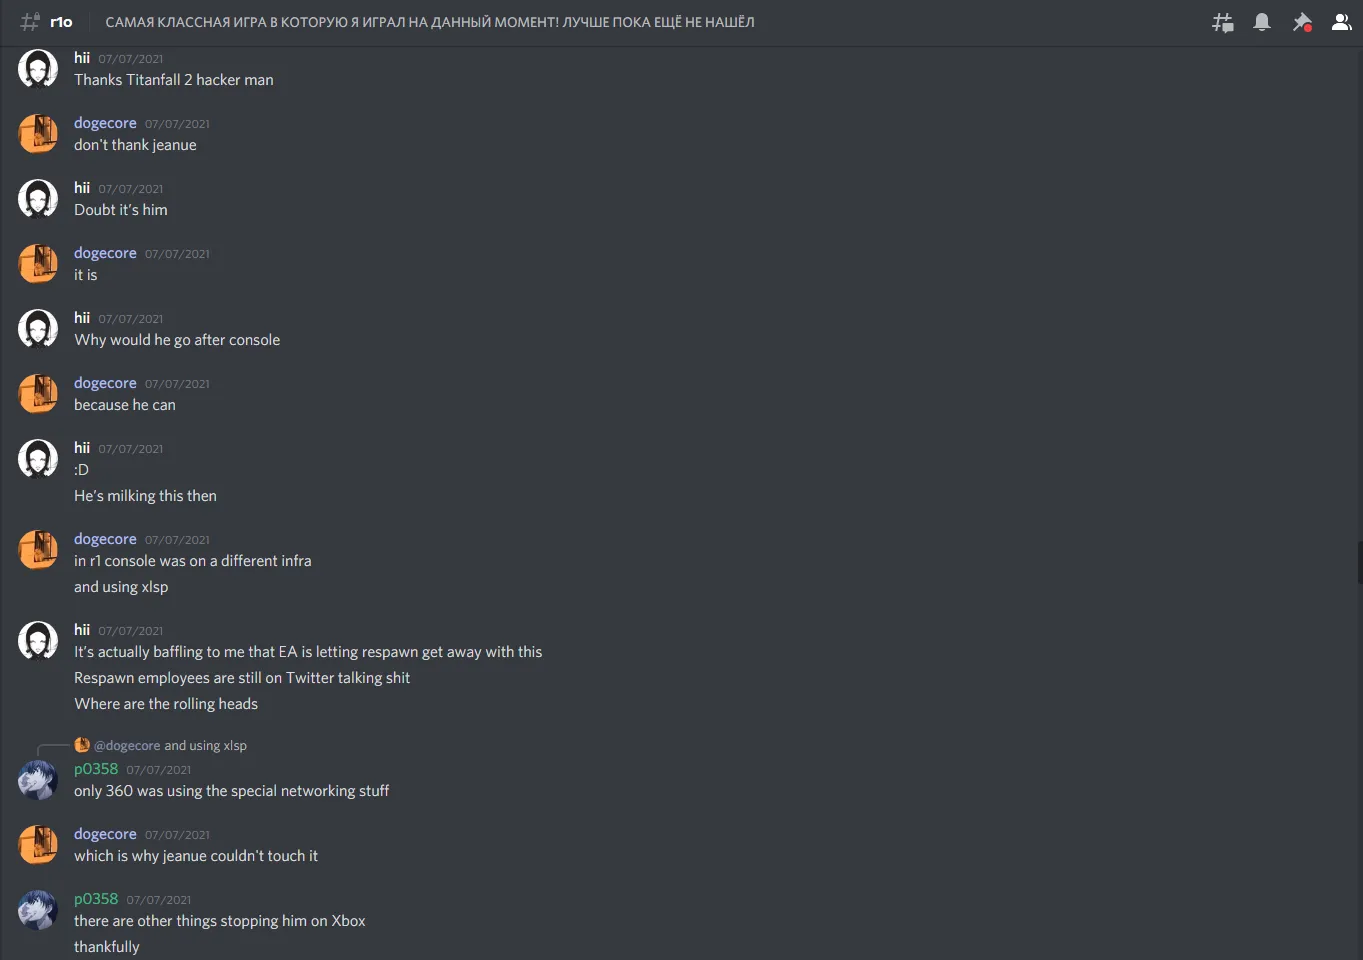 r1o САМАЯ КЛАССНАЯ ИГРА В КОТОРУЮ Я ИГРАЛ НА ДАННЫЙ МОМЕНТ! ЛУЧШЕ ПОКА ЕЩЁ НЕ НАШЁЛ
hii 07/07/2021
Thanks Titanfall 2 hacker man
dogecore 07/07/2021
don't thank jeanue
hii 07/07/2021
Doubt it's him
dogecore 07/07/2021
it is
hii 07/07/2021
Why would he go after console
dogecore 07/07/2021
because he can
hii 07/07/2021
:D
He's milking this then
dogecore 07/07/2021
in r1 console was on a different infra
and using xlsp
hii 07/07/2021
It's actually baffling to me that EA is letting respawn get away with this
Respawn employees are still on Twitter talking shit
Where are the rolling heads
@dogecore and using xlsp
p0358 07/07/2021
only 360 was using the special networking stuff
dogecore 07/07/2021
which is why jeanue couldn't touch it
p0358 07/07/2021
there are other things stopping him on Xbox
thankfully